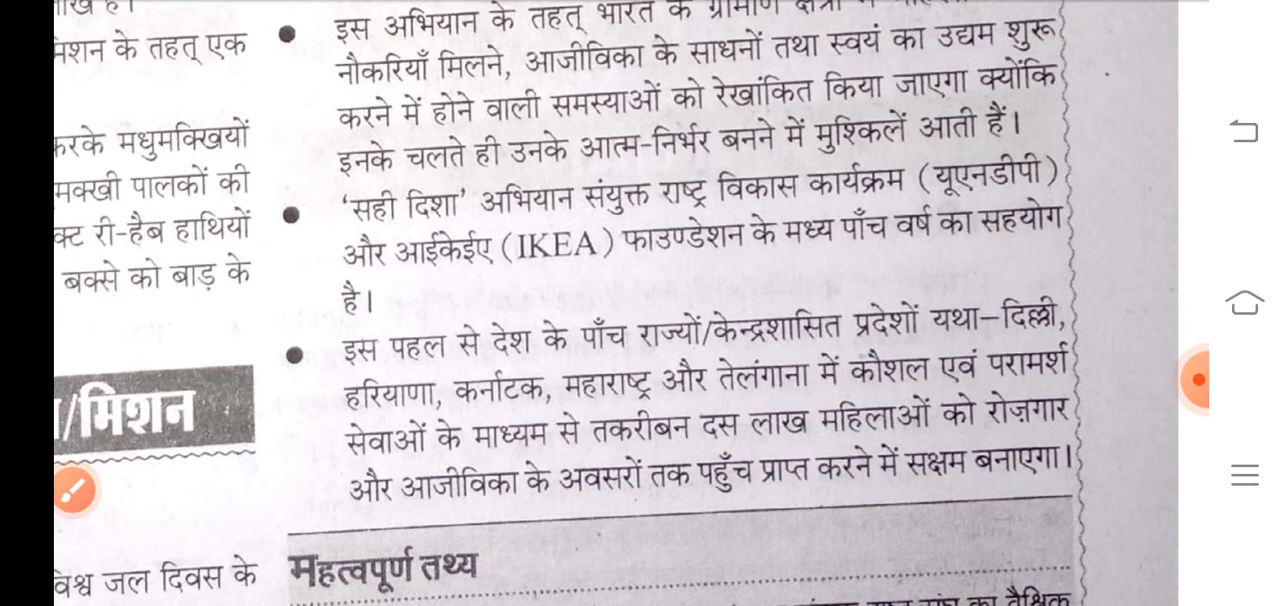 मिशन के तहत् एक
करके मधुमक्खियों
मक्खी पालकों की
क्ट री-हैब हाथियों
बक्से को बाड़ के
/मिशन
विश्व जल दिवस के
इस अभियान के तहत् भारत के ग्रामीण
नौकरियाँ मिलने, आजीविका के साधनों तथा स्वयं का उद्यम शुरू
करने में होने वाली समस्याओं को रेखांकित किया जाएगा क्योंकि
इनके चलते ही उनके आत्म-निर्भर बनने में मुश्किलें आती हैं।
‘सही दिशा’ अभियान संयुक्त राष्ट्र विकास कार्यक्रम (यूएनडीपी)
और आईकेईए (IKEA) फाउण्डेशन के मध्य पाँच वर्ष का सहयोग
है।
इस पहल से देश के पाँच राज्यों/केन्द्रशासित प्रदेशों यथा–दिल्ली,
हरियाणा, कर्नाटक, महाराष्ट्र और तेलंगाना में कौशल एवं परामर्श
सेवाओं के माध्यम से तकरीबन दस लाख महिलाओं को रोज़गार
और आजीविका के अवसरों तक पहुँच प्राप्त करने में सक्षम बनाएगा।
महत्वपूर्ण तथ्य